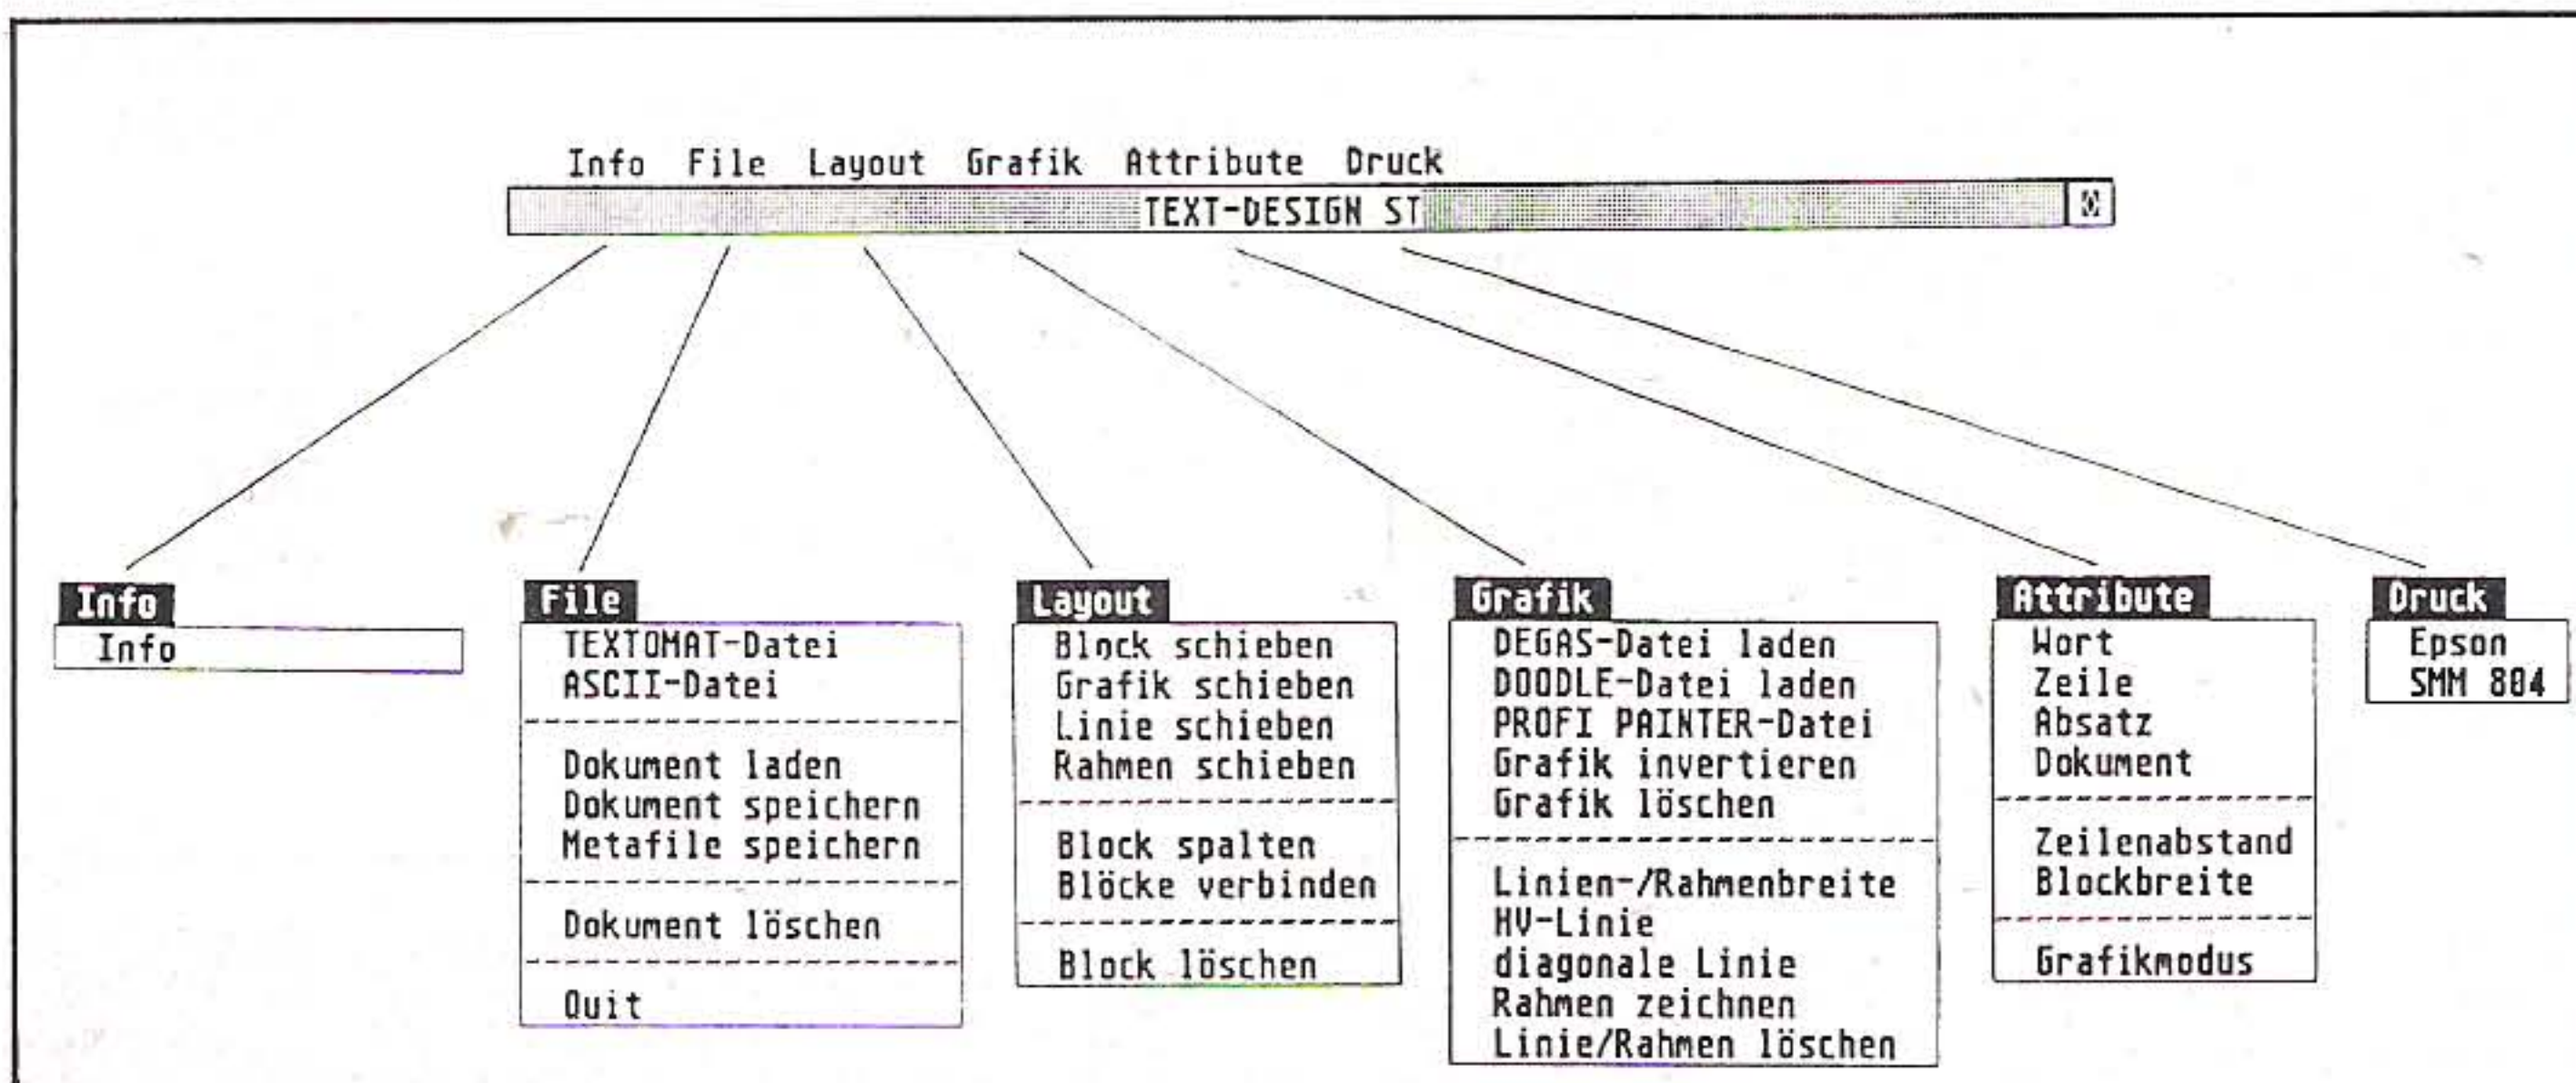 Info File Layout Grafik Attribute Druck
TEXT-DESIGN ST
Info
Info
File
TEXTOMAT-Datei
ASCII-Datei
Dokument laden
Dokument speichern
Metafile speichern
Dokument löschen
Quit
Layout
Block schieben
Grafik schieben
Linie schieben
Rahmen schieben
Block spalten
Blöcke verbinden
Block löschen
Grafik
DEGAS-Datei laden
DOODLE-Datei laden
PROFI PAINTER-Datei
Grafik invertieren
Grafik löschen
Linien-/Rahmenbreite
HV-Linie
diagonale Linie
Rahmen zeichnen
Linie/Rahmen löschen
Attribute
Wort
Zeile
Absatz
Dokument
Zeilenabstand
Blockbreite
Grafikmodus
Druck
Epson
SMM 804